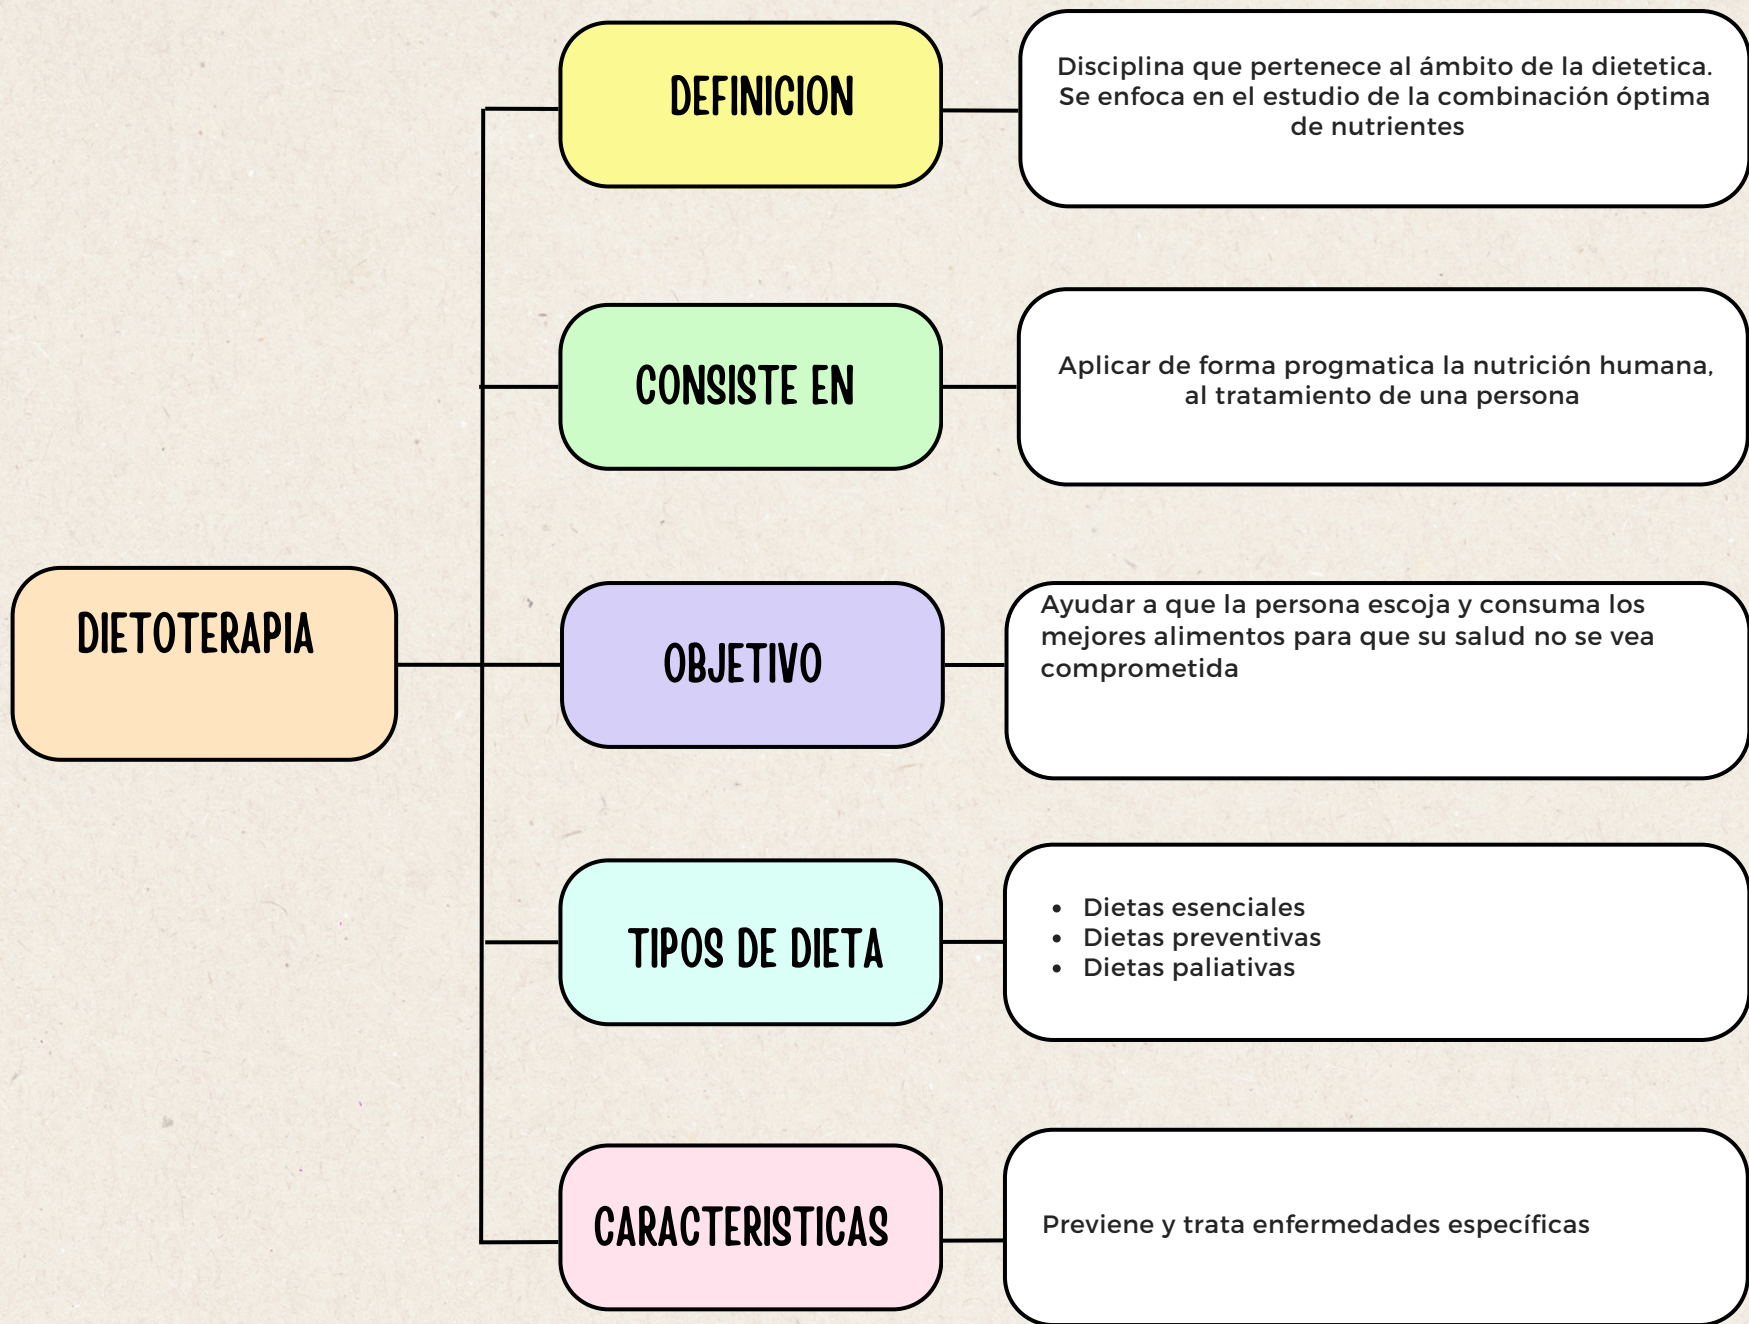 DEFINICION
Disciplina que pertenece al ámbito de la dietetica.
Se enfoca en el estudio de la combinación óptima
de nutrientes
CONSISTE EN
Aplicar de forma progmatica la nutrición humana,
al tratamiento de una persona
DIETOTERAPIA
OBJETIVO
Ayudar a que la persona escoja y consuma los
mejores alimentos para que su salud no se vea
comprometida
TIPOS DE DIETA
• Dietas esenciales
• Dietas preventivas
• Dietas paliativas
CARACTERISTICAS
Previene y trata enfermedades específicas